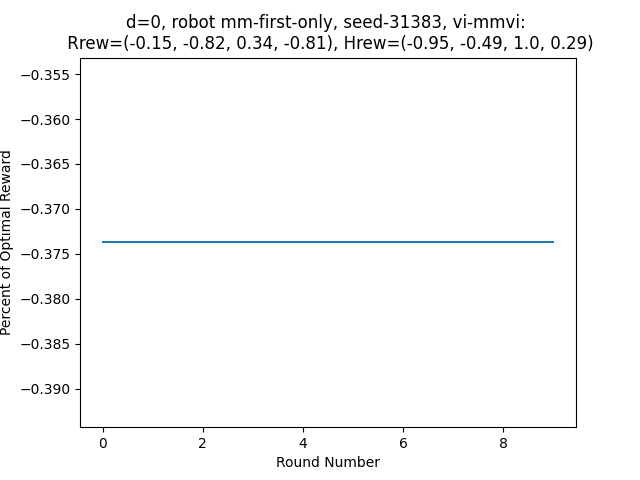 d=0, robot mm-first-only, seed-31383, vi-mmvi:
Rrew=(-0.15, -0.82, 0.34, -0.81), Hrew=(-0.95, -0.49, 1.0, 0.29)
−0.355
−0.360
−0.365
−0.370
−0.375
−0.380
−0.385
−0.390
Percent of Optimal Reward
0 2 4 6 8
Round Number